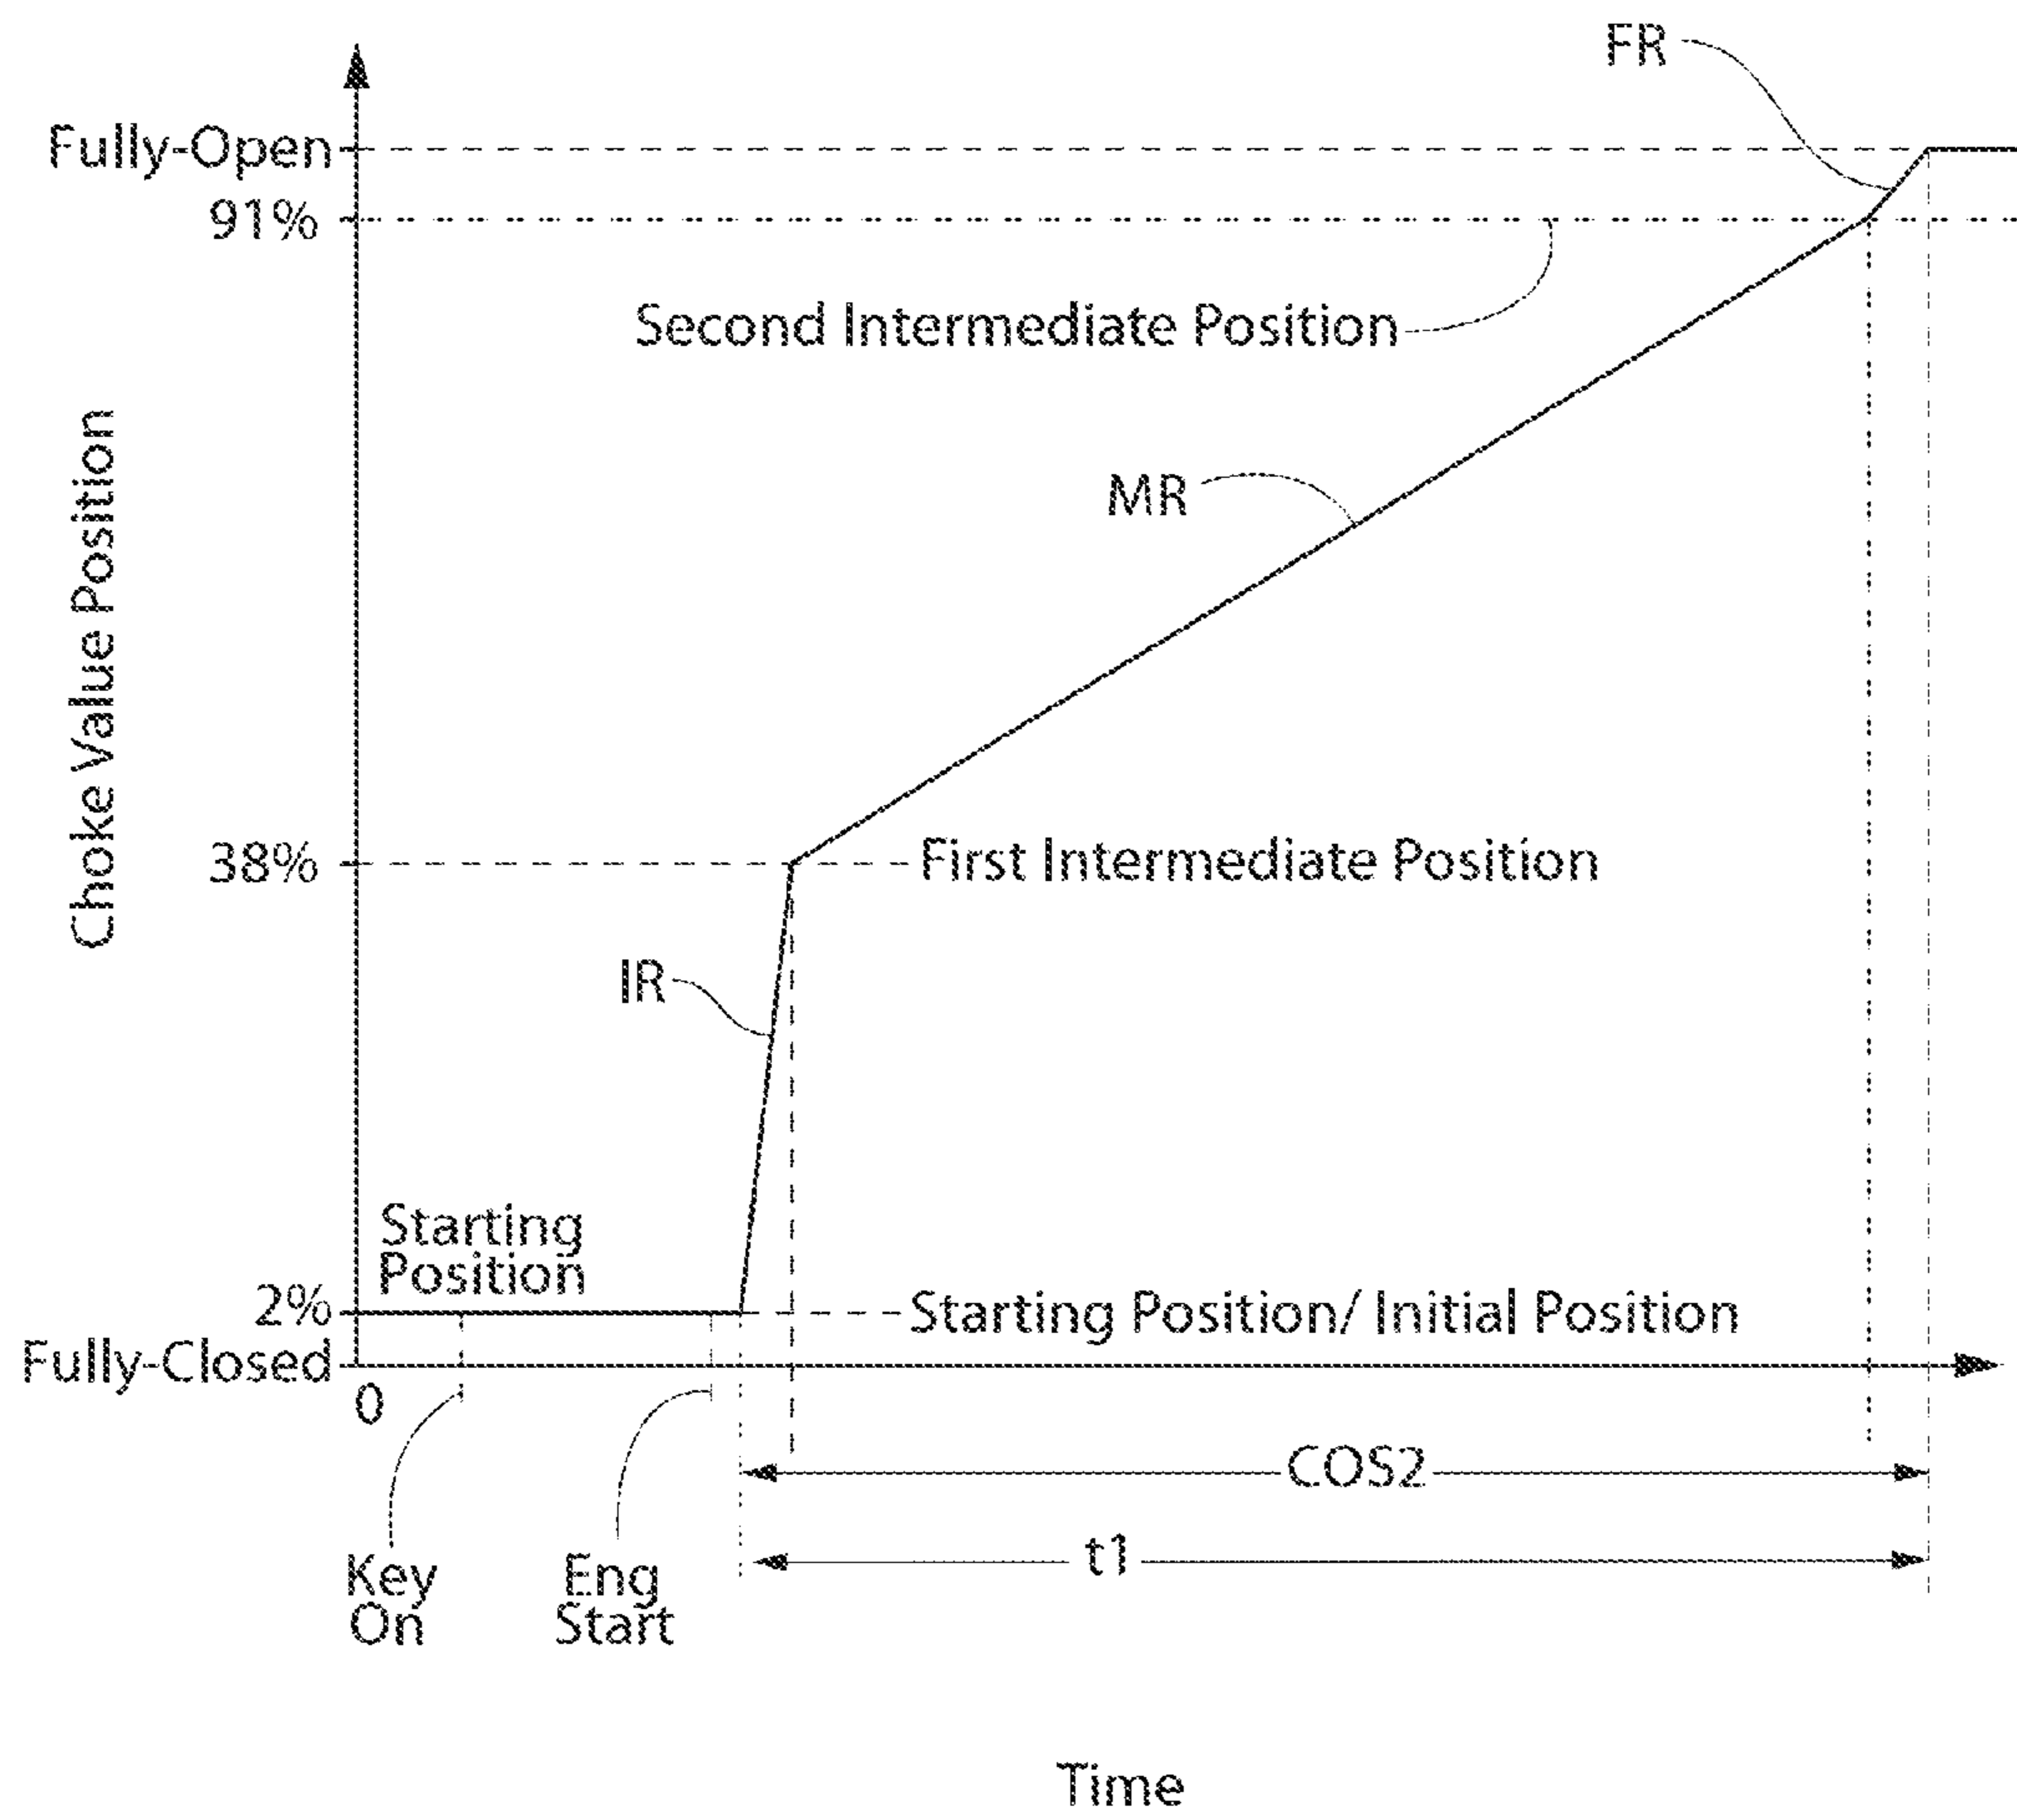 FR
Fully-Open
91%
Second Intermediate Position
Choke Value Position
MR
38%
First Intermediate Position
IR
Starting
Position
2%
Starting Position/ Initial Position
Fully-Closed
0
COS2
t1
Key
On
Eng
Start
Time